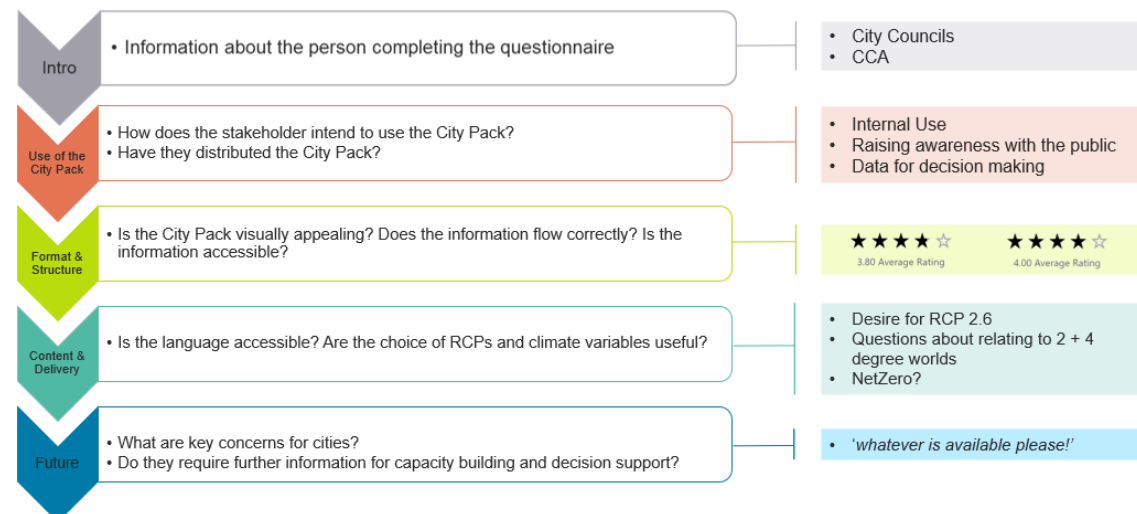 Intro
• Information about the person completing the questionnaire
• City Councils
• CCA
Use of the
City Pack
• How does the stakeholder intend to use the City Pack?
• Have they distributed the City Pack?
• Internal Use
• Raising awareness with the public
• Data for decision making
Format &
Structure
• Is the City Pack visually appealing? Does the information flow correctly? Is the
information accessible?
★★★★☆
3.80 Average Rating
★★★★☆
4.00 Average Rating
Content &
Delivery
• Is the language accessible? Are the choice of RCPs and climate variables useful?
• Desire for RCP 2.6
• Questions about relating to 2 + 4
degree worlds
• NetZero?
Future
• What are key concerns for cities?
• Do they require further information for capacity building and decision support?
• ‘whatever is available please!’